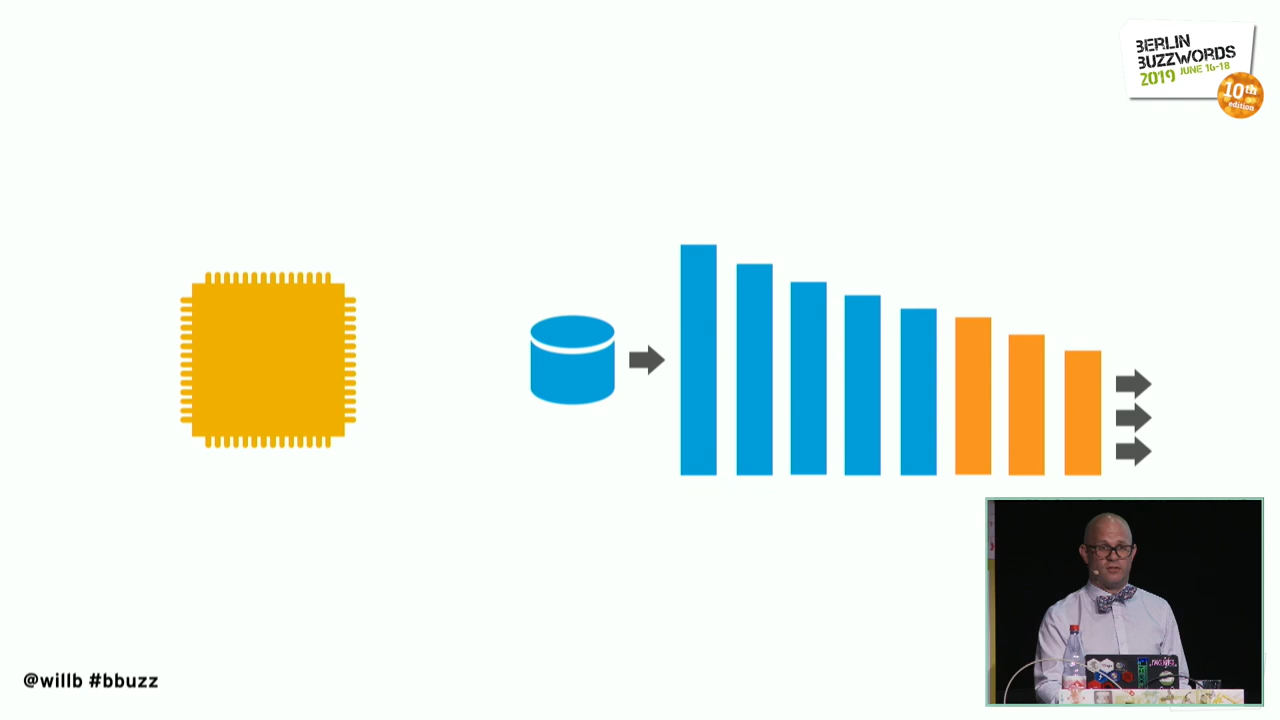 BERLIN
BUZZWORDS
2019 JUNE 16-18
10th
edition
@willb #bbuzz